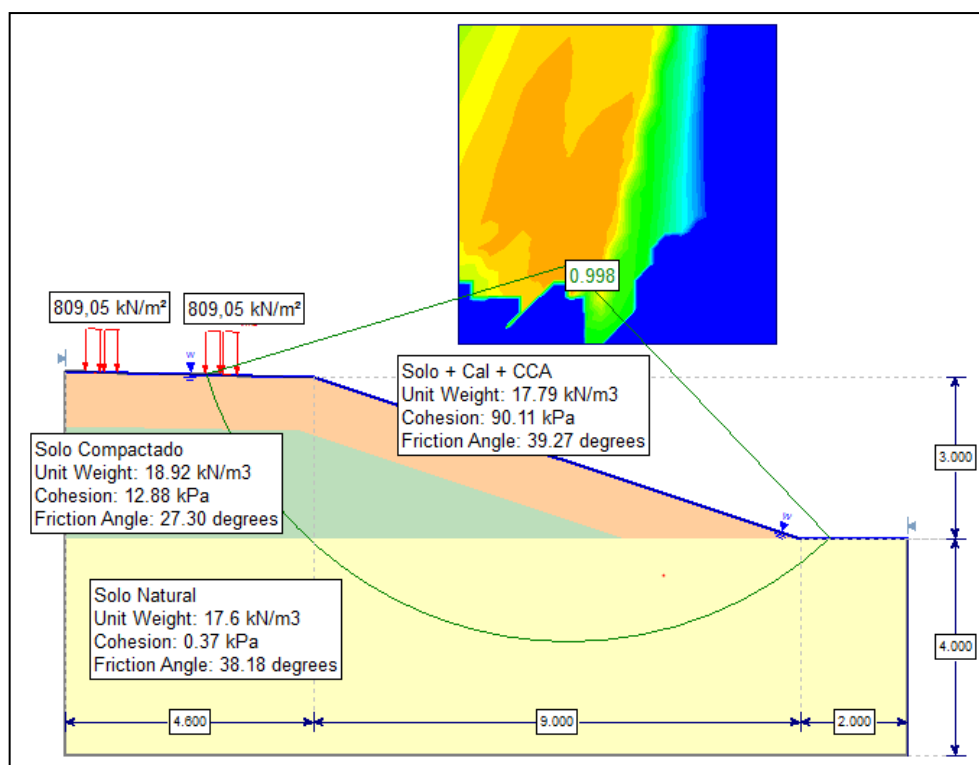 0.998
809,05 kN/m²
809,05 kN/m²
w
Solo + Cal + CCA
Unit Weight: 17.79 kN/m3
Cohesion: 90.11 kPa
Friction Angle: 39.27 degrees
Solo Compactado
Unit Weight: 18.92 kN/m3
Cohesion: 12.88 kPa
Friction Angle: 27.30 degrees
3.000
w
Solo Natural
Unit Weight: 17.6 kN/m3
Cohesion: 0.37 kPa
Friction Angle: 38.18 degrees
4.000
4.600
9.000
2.000